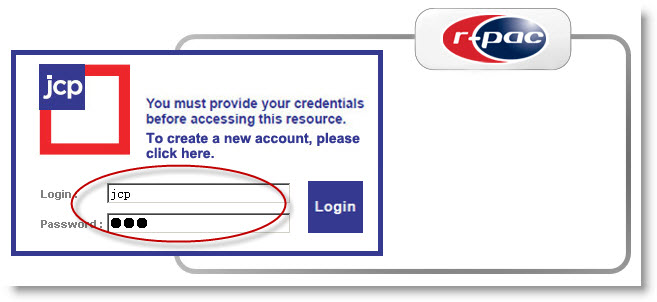 r-pac
jcp
You must provide your credentials
before accessing this resource.
To create a new account, please
click here.
Login: jcp
Login
Password: ●●●